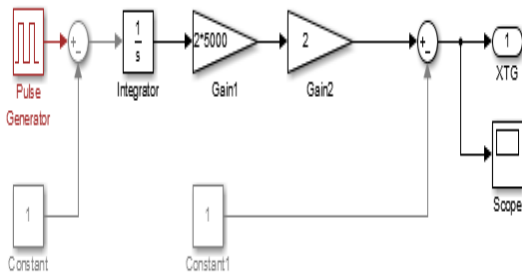 +
−
1
s
2*5000
2
+
−
1
Pulse
Generator
Integrator
Gain1
Gain2
XTG
1
1
Scope
Constant
Constant1